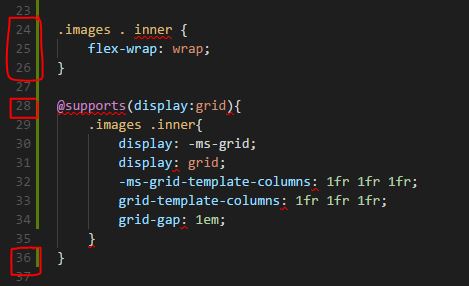 23
24 .images . inner {
25 flex-wrap: wrap;
26 }
27
28 @supports(display:grid){
29 .images .inner{
30 display: -ms-grid;
31 display: grid;
32 -ms-grid-template-columns: 1fr 1fr 1fr;
33 grid-template-columns: 1fr 1fr 1fr;
34 grid-gap: 1em;
35 }
36 }
37